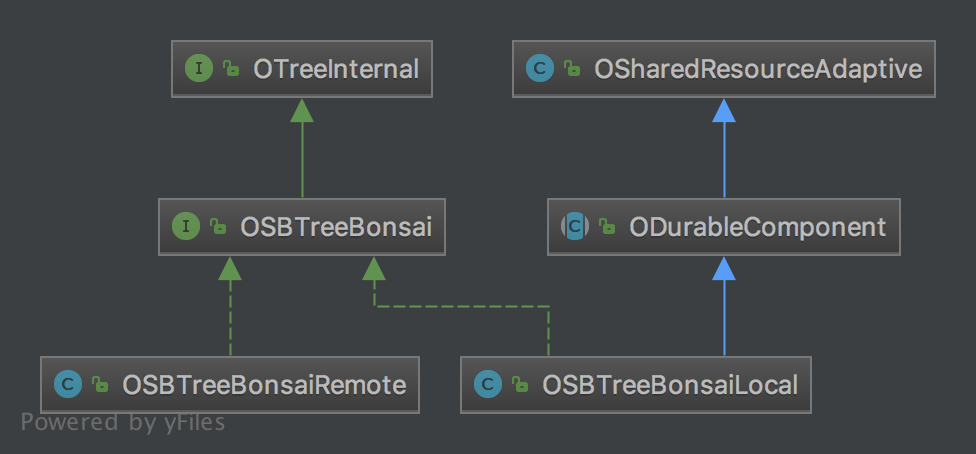 I OTreeInternal
C OSharedResourceAdaptive
I OSBTreeBonsai
C ODurableComponent
C OSBTreeBonsaiRemote
C OSBTreeBonsaiLocal
Powered by yFiles